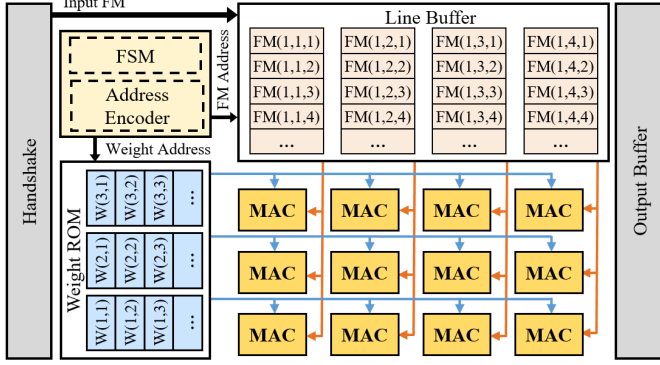 Input FM
Handshake
FSM
Address
Encoder
FM Address
Weight Address
Line Buffer
FM(1,1,1) FM(1,2,1) FM(1,3,1) FM(1,4,1)
FM(1,1,2) FM(1,2,2) FM(1,3,2) FM(1,4,2)
FM(1,1,3) FM(1,2,3) FM(1,3,3) FM(1,4,3)
FM(1,1,4) FM(1,2,4) FM(1,3,4) FM(1,4,4)
... ... ... ...
Weight ROM
W(3,1) W(3,2) W(3,3) ...
W(2,1) W(2,2) W(2,3) ...
W(1,1) W(1,2) W(1,3) ...
MAC MAC MAC MAC
MAC MAC MAC MAC
MAC MAC MAC MAC
Output Buffer